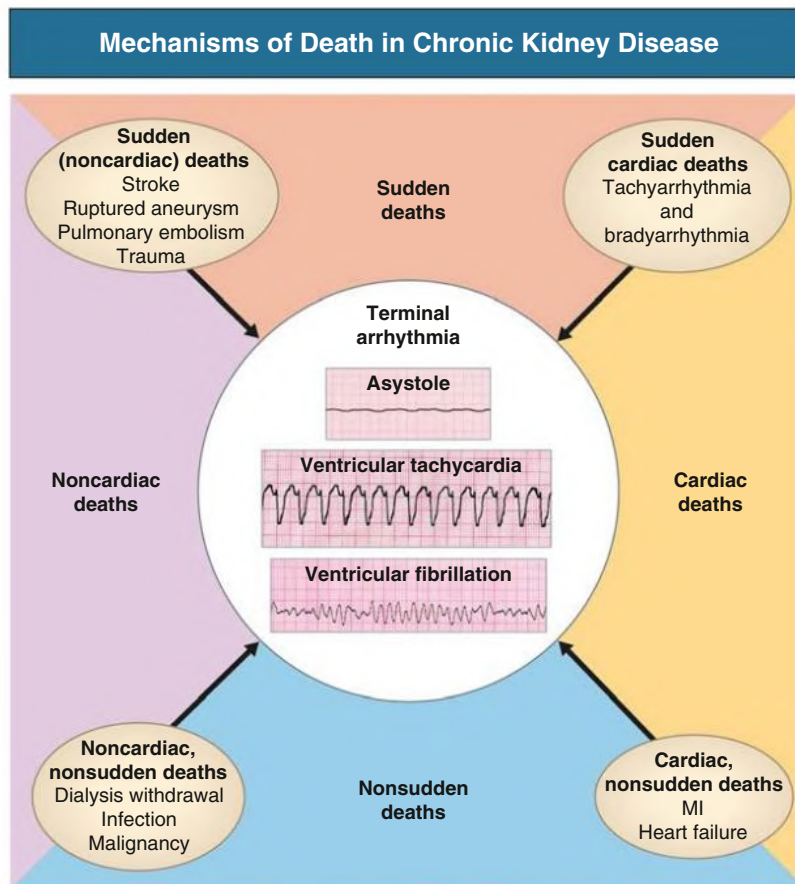 Mechanisms of Death in Chronic Kidney Disease
Sudden
(noncardiac) deaths
Stroke
Ruptured aneurysm
Pulmonary embolism
Trauma
Sudden
deaths
Sudden
cardiac deaths
Tachyarrhythmia
and
bradyarrhythmia
Terminal
arrhythmia
Asystole
Ventricular tachycardia
Ventricular fibrillation
Noncardiac
deaths
Cardiac
deaths
Noncardiac,
nonsudden deaths
Dialysis withdrawal
Infection
Malignancy
Nonsudden
deaths
Cardiac,
nonsudden deaths
MI
Heart failure